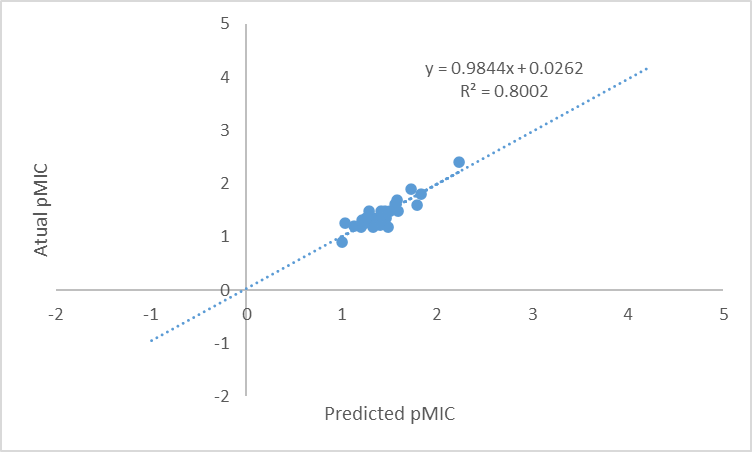 5
4
y = 0.9844x + 0.0262
R² = 0.8002
3
2
1
0
-2 -1 0 1 2 3 4 5
-1
-2
Atual pMIC
Predicted pMIC